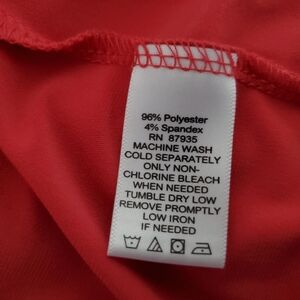 96% Polyester
4% Spandex
RN 87935
MACHINE WASH
COLD SEPARATELY
ONLY NON-
CHLORINE BLEACH
WHEN NEEDED
TUMBLE DRY LOW
REMOVE PROMPTLY
LOW IRON
IF NEEDED